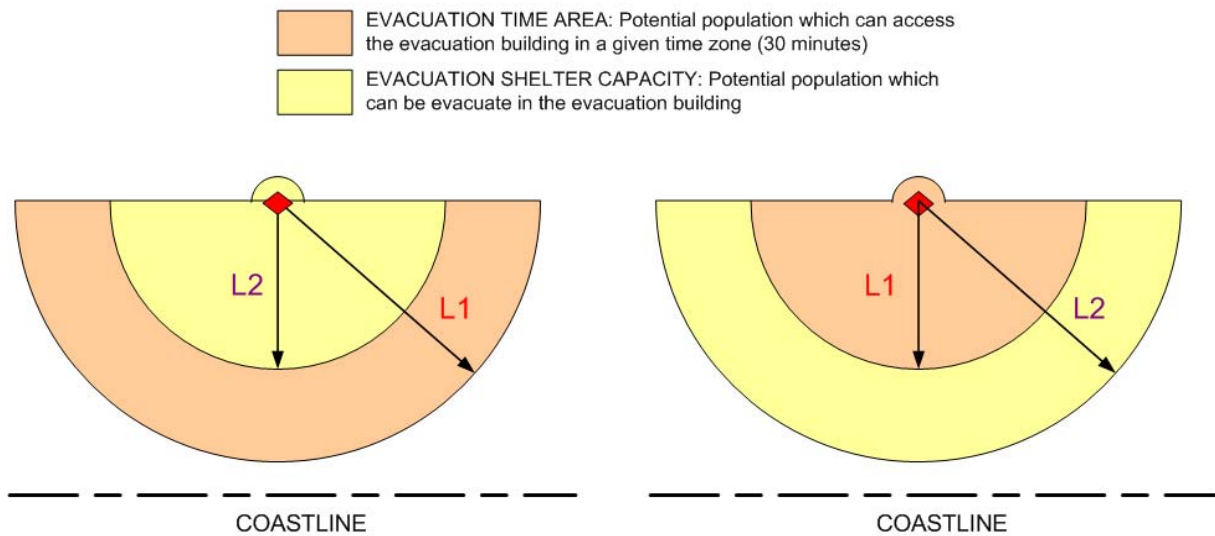 EVACUATION TIME AREA: Potential population which can access
the evacuation building in a given time zone (30 minutes)
EVACUATION SHELTER CAPACITY: Potential population which
can be evacuate in the evacuation building
L2
L1
L1
L2
COASTLINE
COASTLINE